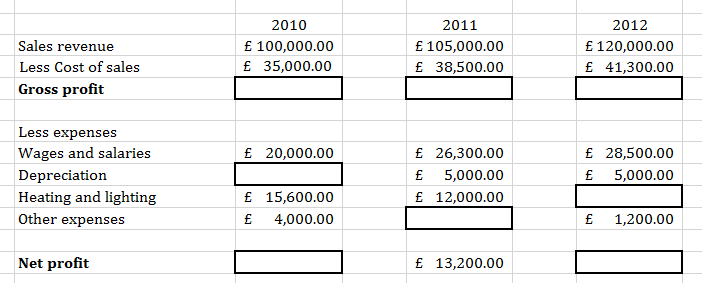 2010 2011 2012
Sales revenue £ 100,000.00 £ 105,000.00 £ 120,000.00
Less Cost of sales £ 35,000.00 £ 38,500.00 £ 41,300.00
Gross profit
Less expenses
Wages and salaries £ 20,000.00 £ 26,300.00 £ 28,500.00
Depreciation £ 5,000.00 £ 5,000.00
Heating and lighting £ 15,600.00 £ 12,000.00
Other expenses £ 4,000.00 £ 1,200.00
Net profit £ 13,200.00